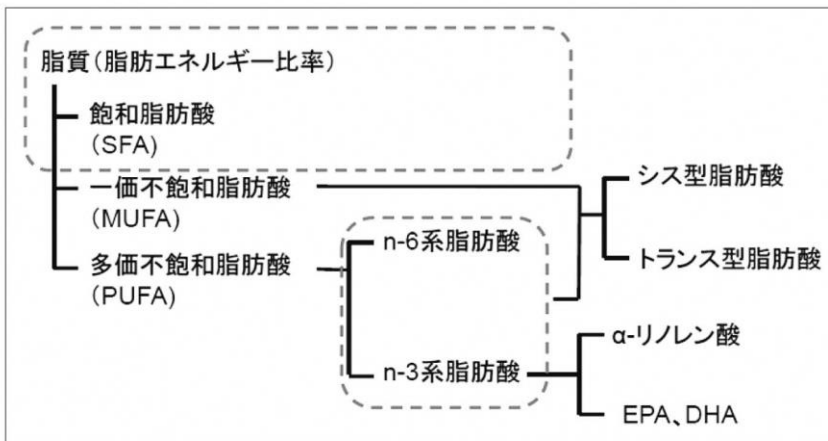 脂質(脂肪エネルギー比率)
飽和脂肪酸
(SFA)
一価不飽和脂肪酸
(MUFA)
多価不飽和脂肪酸
(PUFA)
n-6系脂肪酸
n-3系脂肪酸
シス型脂肪酸
トランス型脂肪酸
α-リノレン酸
EPA、DHA